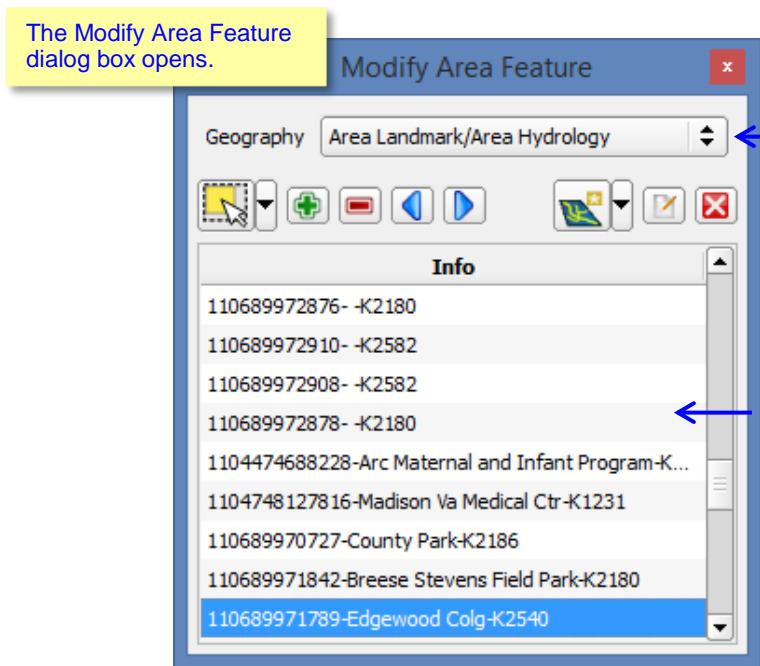 The Modify Area Feature
dialog box opens.
Modify Area Feature
x
Geography Area Landmark/Area Hydrology
Info
110689972876- -K2180
110689972910- -K2582
110689972908- -K2582
110689972878- -K2180
1104474688228-Arc Maternal and Infant Program-K...
1104748127816-Madison Va Medical Ctr-K1231
110689970727-County Park-K2186
110689971842-Breese Stevens Field Park-K2180
110689971789-Edgewood Colg-K2540